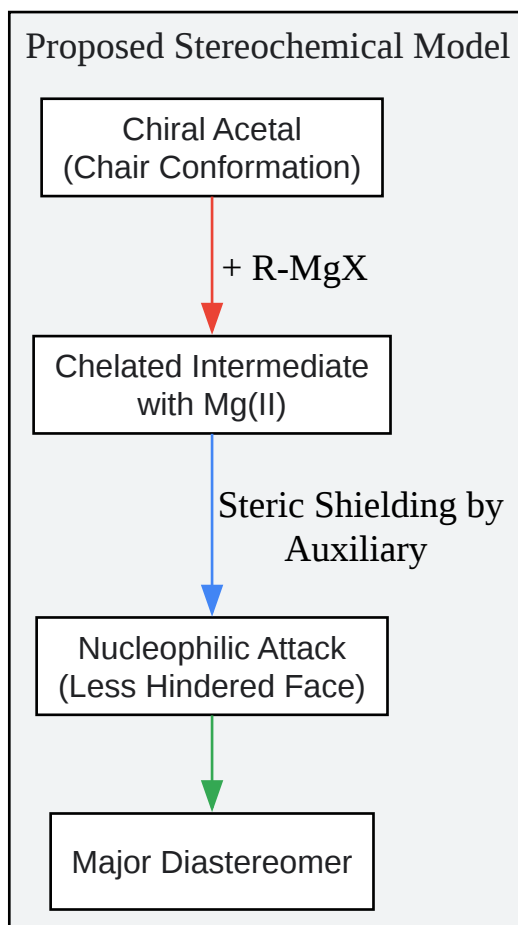 Proposed Stereochemical Model
Chiral Acetal
(Chair Conformation)
+ R-MgX
Chelated Intermediate
with Mg(II)
Steric Shielding by
Auxiliary
Nucleophilic Attack
(Less Hindered Face)
Major Diastereomer